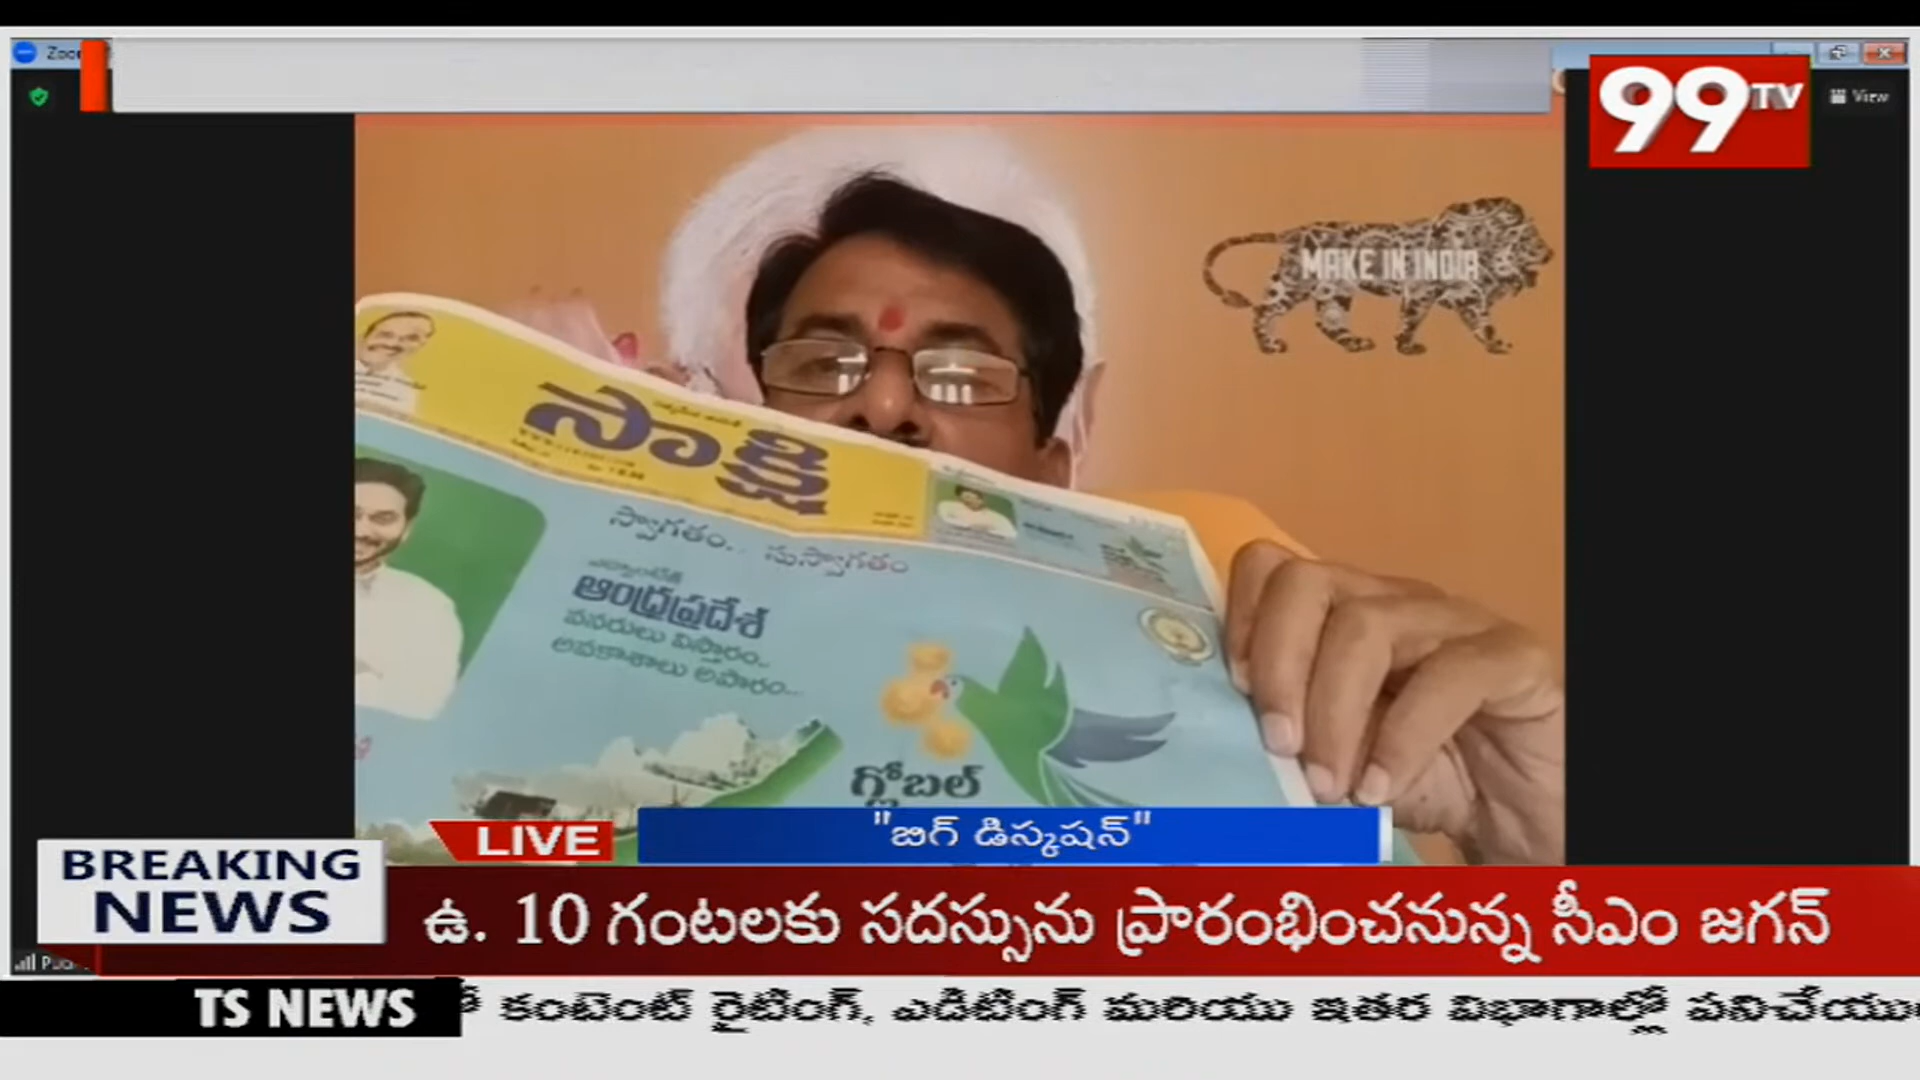 Zoom
99TV
View
MAKE IN INDIA
సాక్షి
స్వాగతం.. సుస్వాగతం
ఆంధ్రప్రదేశ్
వనరులు విస్తారం..
అవకాశాలు అపారం...
గ్లోబల్
LIVE
"బిగ్ డిస్కషన్"
BREAKING
NEWS
ఉ. 10 గంటలకు సదస్సును ప్రారంభించనున్న సీఎం జగన్
TS NEWS
కంటెంట్ రైటింగ్, ఎడిటింగ్ మరియు ఇతర విభాగాల్లో పనిచేయు